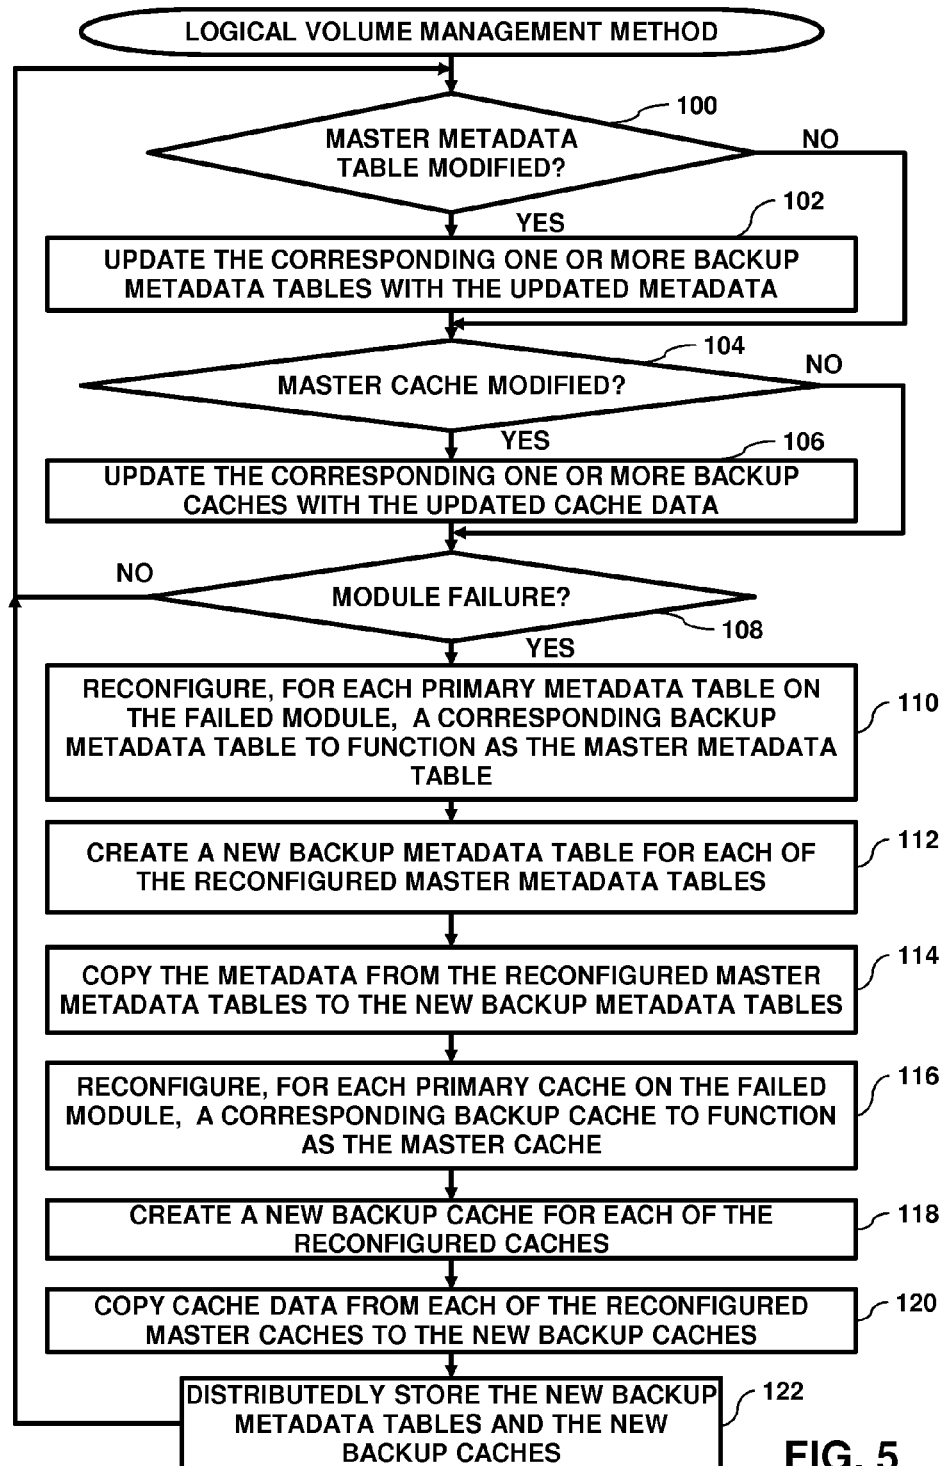 LOGICAL VOLUME MANAGEMENT METHOD
100
MASTER METADATA
TABLE MODIFIED?
NO
YES
102
UPDATE THE CORRESPONDING ONE OR MORE BACKUP
METADATA TABLES WITH THE UPDATED METADATA
104
MASTER CACHE MODIFIED?
NO
YES
106
UPDATE THE CORRESPONDING ONE OR MORE BACKUP
CACHES WITH THE UPDATED CACHE DATA
NO
MODULE FAILURE?
108
YES
RECONFIGURE, FOR EACH PRIMARY METADATA TABLE ON
THE FAILED MODULE, A CORRESPONDING BACKUP
METADATA TABLE TO FUNCTION AS THE MASTER METADATA
TABLE
110
CREATE A NEW BACKUP METADATA TABLE FOR EACH OF
THE RECONFIGURED MASTER METADATA TABLES
112
COPY THE METADATA FROM THE RECONFIGURED MASTER
METADATA TABLES TO THE NEW BACKUP METADATA TABLES
114
RECONFIGURE, FOR EACH PRIMARY CACHE ON THE FAILED
MODULE, A CORRESPONDING BACKUP CACHE TO FUNCTION
AS THE MASTER CACHE
116
CREATE A NEW BACKUP CACHE FOR EACH OF THE
RECONFIGURED CACHES
118
COPY CACHE DATA FROM EACH OF THE RECONFIGURED
MASTER CACHES TO THE NEW BACKUP CACHES
120
DISTRIBUTEDLY STORE THE NEW BACKUP
METADATA TABLES AND THE NEW
BACKUP CACHES
122
FIG. 5